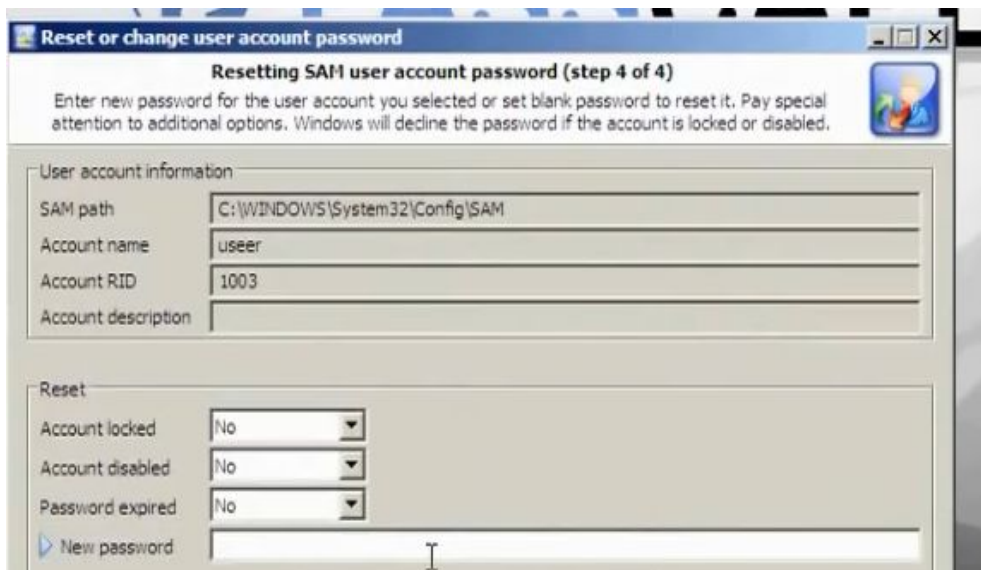 Reset or change user account password
Resetting SAM user account password (step 4 of 4)
Enter new password for the user account you selected or set blank password to reset it. Pay special
attention to additional options. Windows will decline the password if the account is locked or disabled.
User account information
SAM path C:\WINDOWS\System32\Config\SAM
Account name useer
Account RID 1003
Account description
Reset
Account locked No
Account disabled No
Password expired No
New password